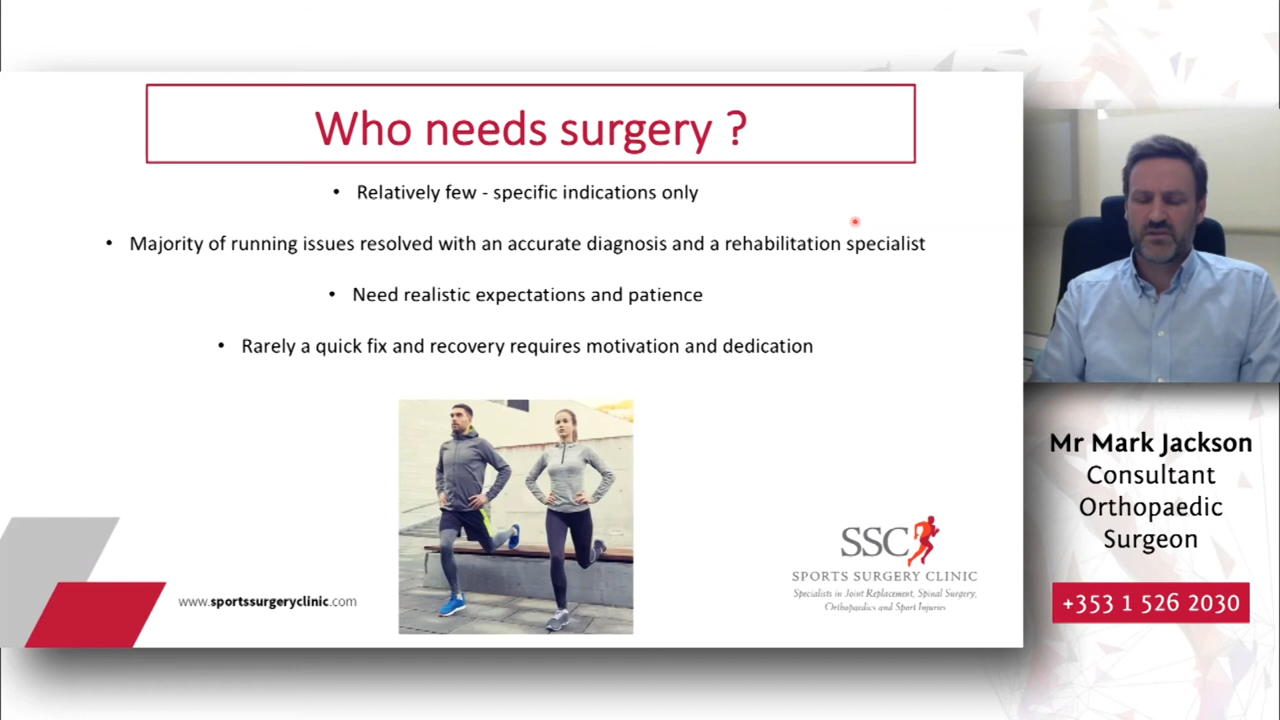 Who needs surgery ?
• Relatively few - specific indications only
• Majority of running issues resolved with an accurate diagnosis and a rehabilitation specialist
• Need realistic expectations and patience
• Rarely a quick fix and recovery requires motivation and dedication
www.sportssurgeryclinic.com
SSC
SPORTS SURGERY CLINIC
Specialists in Joint Replacement, Spinal Surgery,
Orthopaedics and Sport Injuries
Mr Mark Jackson
Consultant
Orthopaedic
Surgeon
+353 1 526 2030